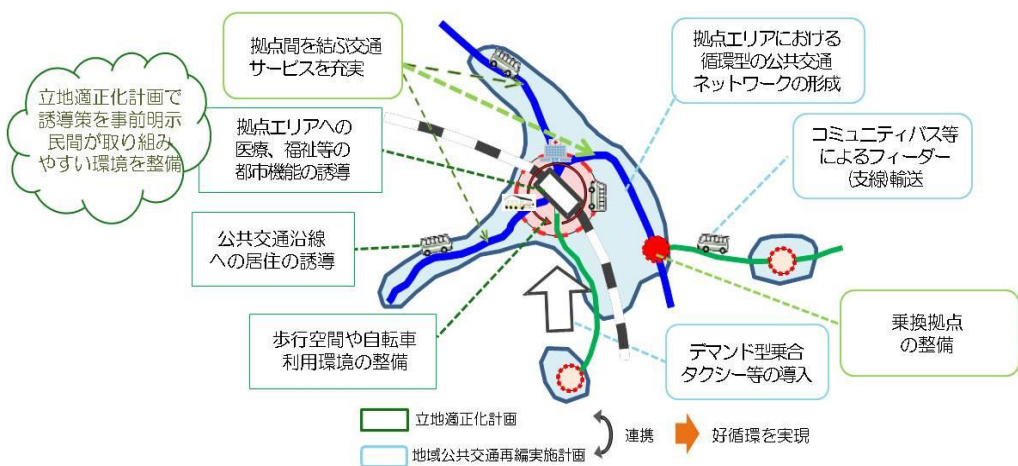 立地適正化計画で
誘導策を事前明示
民間が取り組み
やすい環境を整備
拠点間を結ぶ交通
サービスを充実
拠点エリアへの
医療、福祉等の
都市機能の誘導
公共交通沿線
への居住の誘導
歩行空間や自転車
利用環境の整備
拠点エリアにおける
循環型の公共交通
ネットワークの形成
コミュニティバス等
によるフィーダー
(支線)輸送
乗換拠点
の整備
デマンド型乗合
タクシー等の導入
立地適正化計画
地域公共交通再編実施計画
連携
好循環を実現